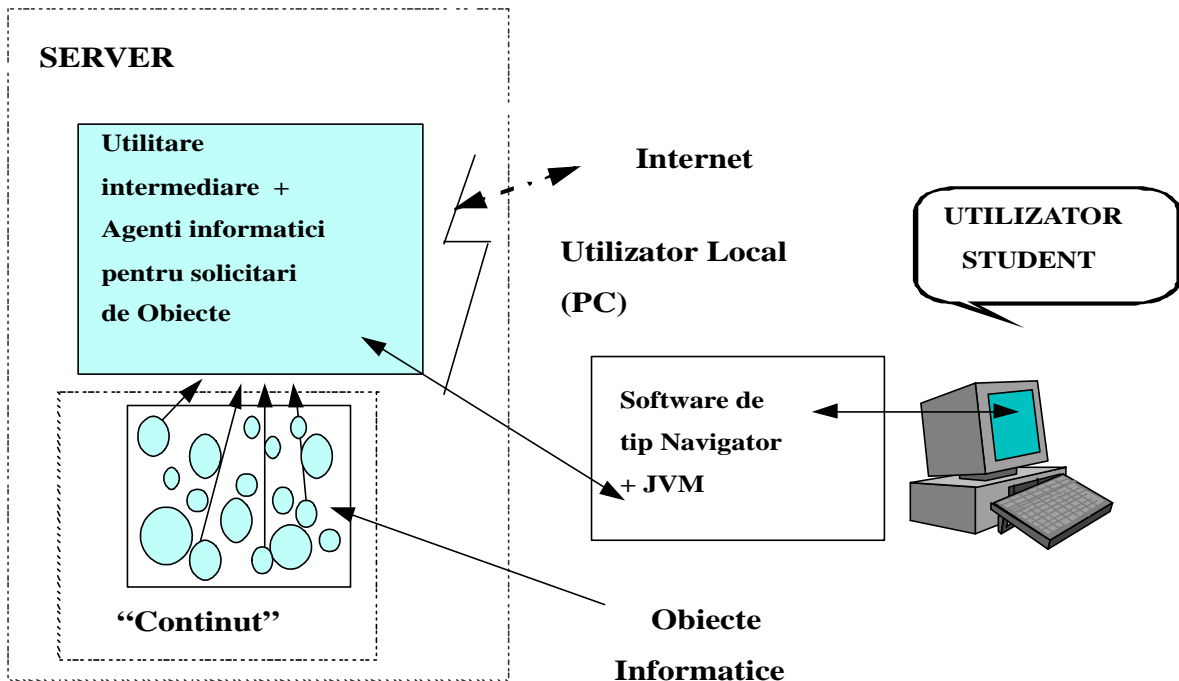 SERVER
Utilitare
intermediare +
Agenti informatici
pentru solicitari
de Obiecte
Internet
Utilizator Local
(PC)
UTILIZATOR
STUDENT
Software de
tip Navigator
+ JVM
“Continut”
Obiecte
Informatice